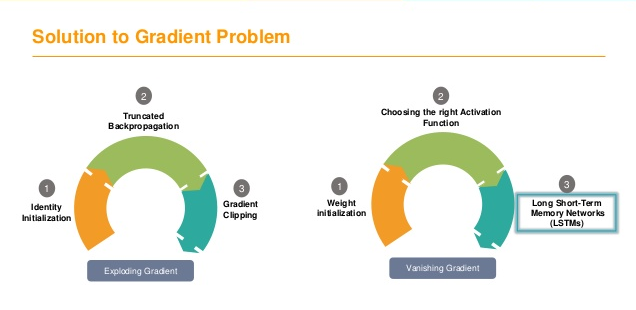 Solution to Gradient Problem
2
Truncated
Backpropagation
1
Identity
Initialization
3
Gradient
Clipping
Exploding Gradient
2
Choosing the right Activation
Function
1
Weight
initialization
3
Long Short-Term
Memory Networks
(LSTMs)
Vanishing Gradient